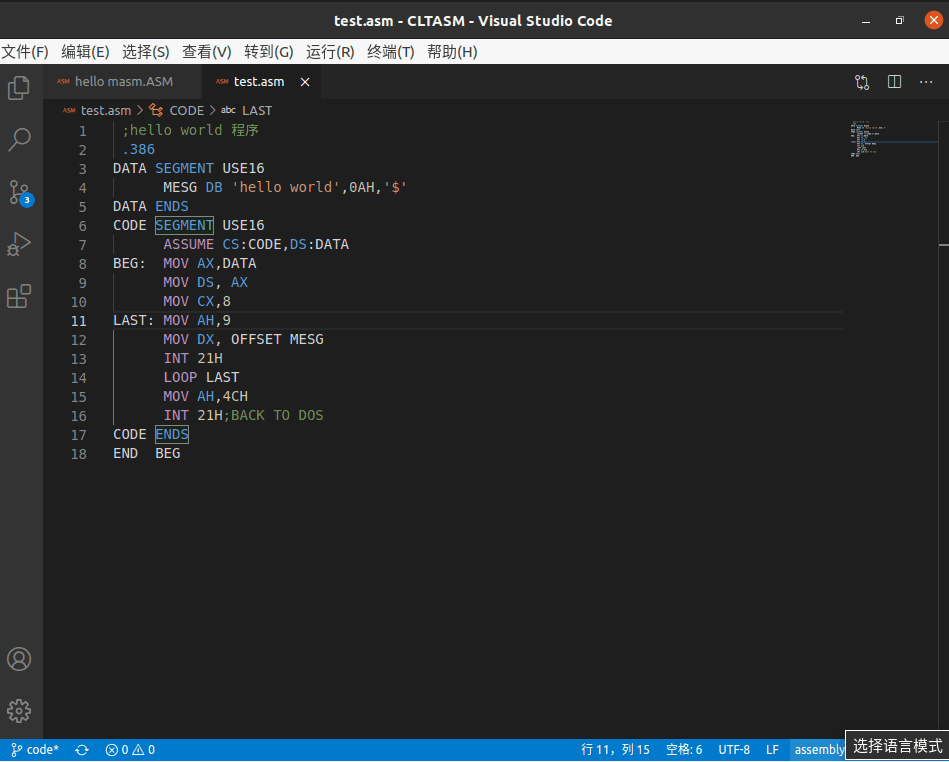 test.asm - CLTASM - Visual Studio Code
文件(F) 编辑(E) 选择(S) 查看(V) 转到(G) 运行(R) 终端(T) 帮助(H)
ASM hello masm.ASM ASM test.asm
ASM test.asm > CODE > abc LAST
1 ;hello world 程序
2 .386
3 DATA SEGMENT USE16
4 MESG DB 'hello world',0AH,'$'
5 DATA ENDS
6 CODE SEGMENT USE16
7 ASSUME CS:CODE,DS:DATA
8 BEG: MOV AX,DATA
9 MOV DS, AX
10 MOV CX,8
11 LAST: MOV AH,9
12 MOV DX, OFFSET MESG
13 INT 21H
14 LOOP LAST
15 MOV AH,4CH
16 INT 21H;BACK TO DOS
17 CODE ENDS
18 END BEG
3
code* 0 0 行 11，列 15 空格: 6 UTF-8 LF assembly 选择语言模式